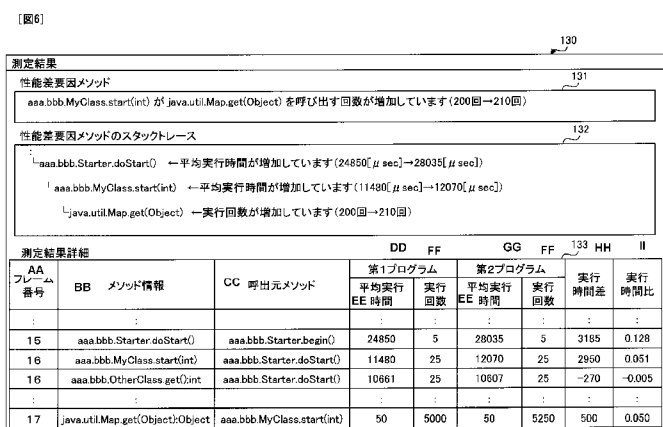 [図6]
130
測定結果
性能差要因メソッド
131
aaa.bbb.MyClass.start(int) が java.util.Map.get(Object) を呼び出す回数が増加しています(200回→210回)
性能差要因メソッドのスタックトレース
132
:
└aaa.bbb.Starter.doStart() ←平均実行時間が増加しています(24850[μsec]→28035[μsec])
└aaa.bbb.MyClass.start(int) ←平均実行時間が増加しています(11480[μsec]→12070[μsec])
└java.util.Map.get(Object) ←実行回数が増加しています(200回→210回)
測定結果詳細 DD FF GG FF 133 HH II
AA フレーム番号 BB メソッド情報 CC 呼出元メソッド 第1プログラム 第2プログラム 実行時間差 実行時間比
平均実行 EE 時間 実行回数 平均実行 EE 時間 実行回数
: : : : : : : : :
15 aaa.bbb.Starter.doStart() aaa.bbb.Starter.begin() 24850 5 28035 5 3185 0.128
16 aaa.bbb.MyClass.start(int) aaa.bbb.Starter.doStart() 11480 25 12070 25 2950 0.051
16 aaa.bbb.OtherClass.get():int aaa.bbb.Starter.doStart() 10661 25 10607 25 -270 -0.005
: : : : : : : : :
17 java.util.Map.get(Object):Object aaa.bbb.MyClass.start(int) 50 5000 50 5250 500 0.050